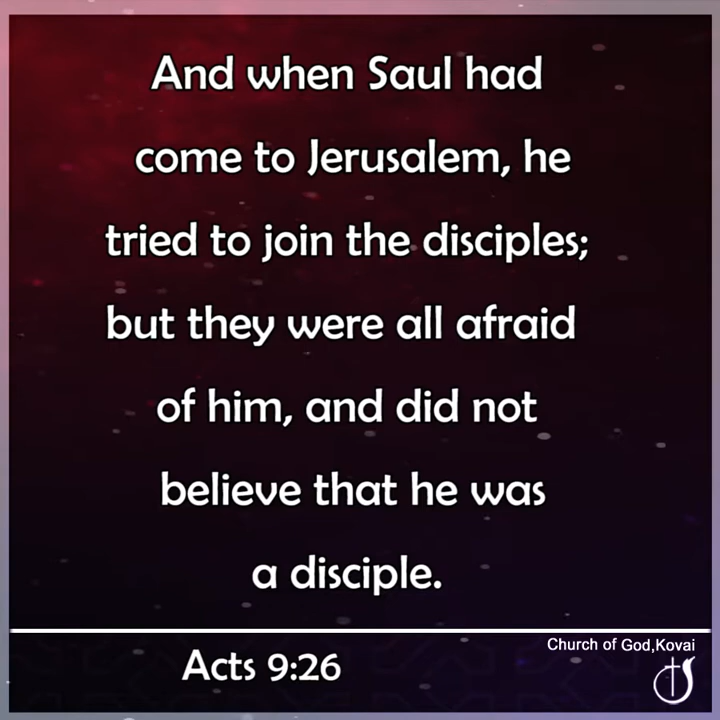 And when Saul had
come to Jerusalem, he
tried to join the disciples;
but they were all afraid
of him, and did not
believe that he was
a disciple.
Acts 9:26
Church of God,Kovai